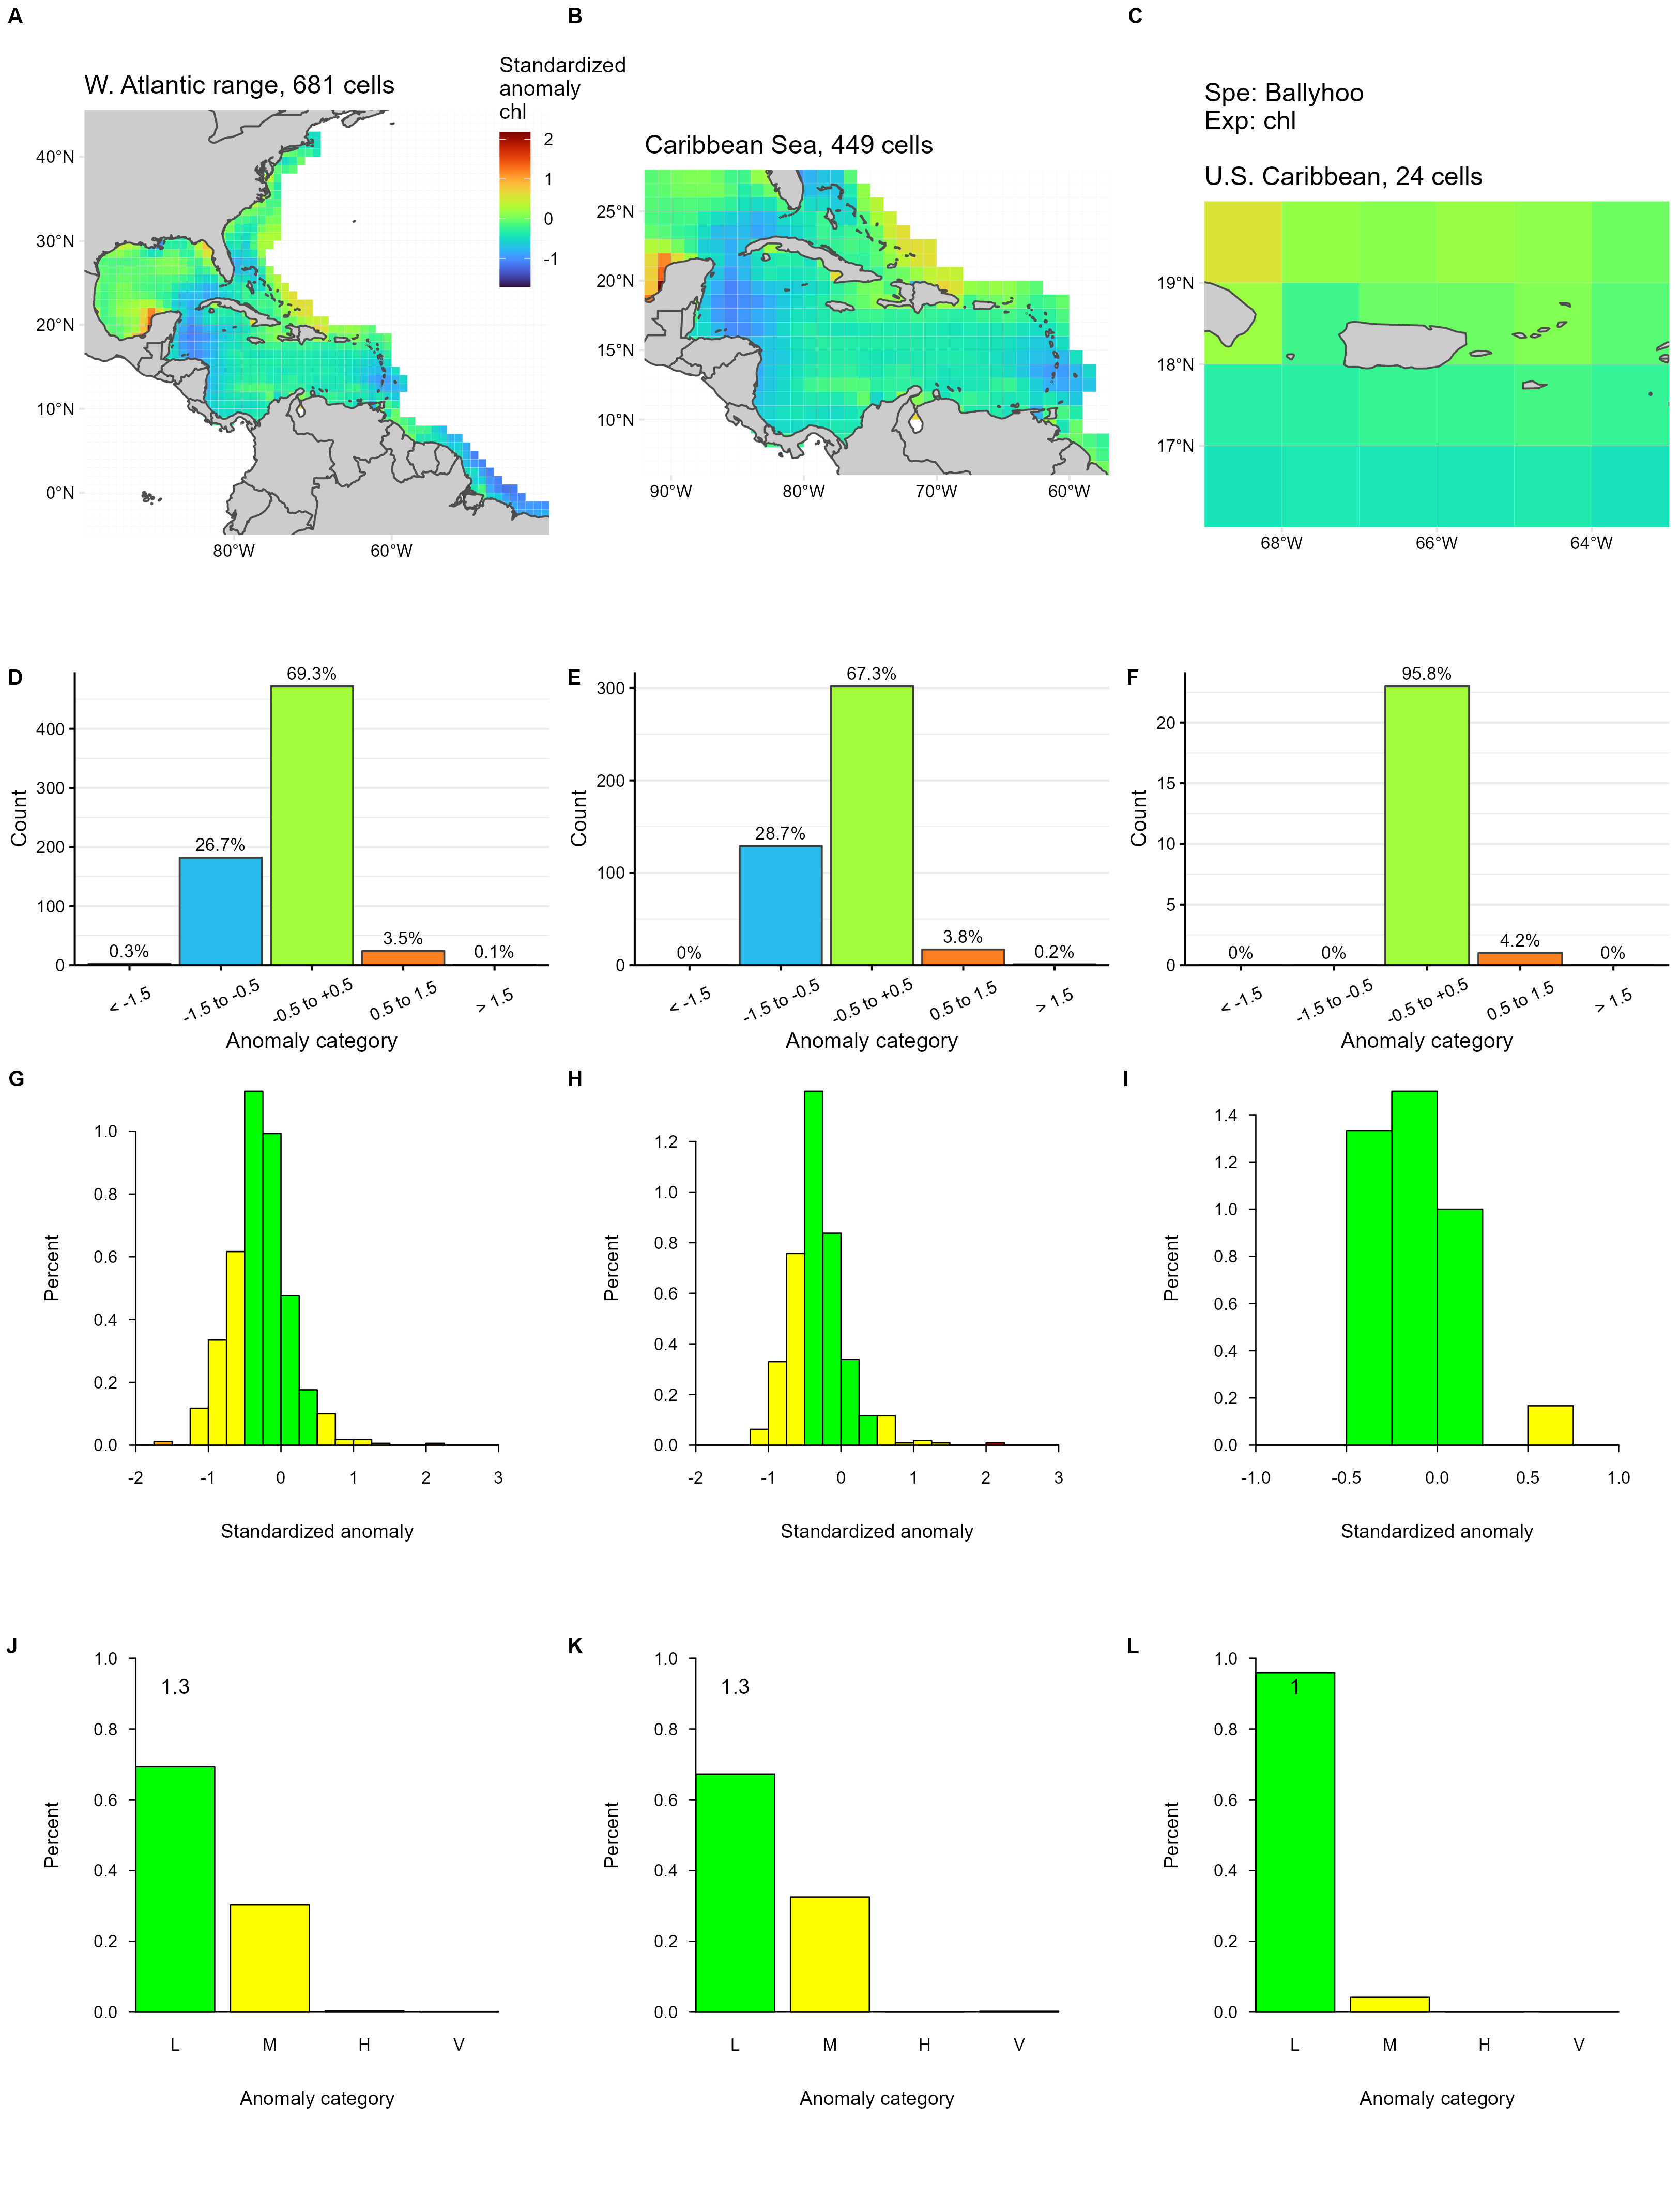 A
B
C
W. Atlantic range, 681 cells
Standardized
anomaly
chl
2
1
0
-1
40°N
30°N
20°N
10°N
0°N
80°W
60°W
Caribbean Sea, 449 cells
25°N
20°N
15°N
10°N
90°W
80°W
70°W
60°W
Spe: Ballyhoo
Exp: chl
U.S. Caribbean, 24 cells
19°N
18°N
17°N
68°W
66°W
64°W
D
Count
400
300
200
100
0
0.3%
26.7%
69.3%
3.5%
0.1%
< -1.5
-1.5 to -0.5
-0.5 to +0.5
0.5 to 1.5
> 1.5
Anomaly category
E
Count
300
200
100
0
0%
28.7%
67.3%
3.8%
0.2%
< -1.5
-1.5 to -0.5
-0.5 to +0.5
0.5 to 1.5
> 1.5
Anomaly category
F
Count
20
15
10
5
0
0%
0%
95.8%
4.2%
0%
< -1.5
-1.5 to -0.5
-0.5 to +0.5
0.5 to 1.5
> 1.5
Anomaly category
G
Percent
1.0
0.8
0.6
0.4
0.2
0.0
-2
-1
0
1
2
3
Standardized anomaly
H
Percent
1.2
1.0
0.8
0.6
0.4
0.2
0.0
-2
-1
0
1
2
3
Standardized anomaly
I
Percent
1.4
1.2
1.0
0.8
0.6
0.4
0.2
0.0
-1.0
-0.5
0.0
0.5
1.0
Standardized anomaly
J
Percent
1.0
0.8
0.6
0.4
0.2
0.0
1.3
L
M
H
V
Anomaly category
K
Percent
1.0
0.8
0.6
0.4
0.2
0.0
1.3
L
M
H
V
Anomaly category
L
Percent
1.0
0.8
0.6
0.4
0.2
0.0
1
L
M
H
V
Anomaly category